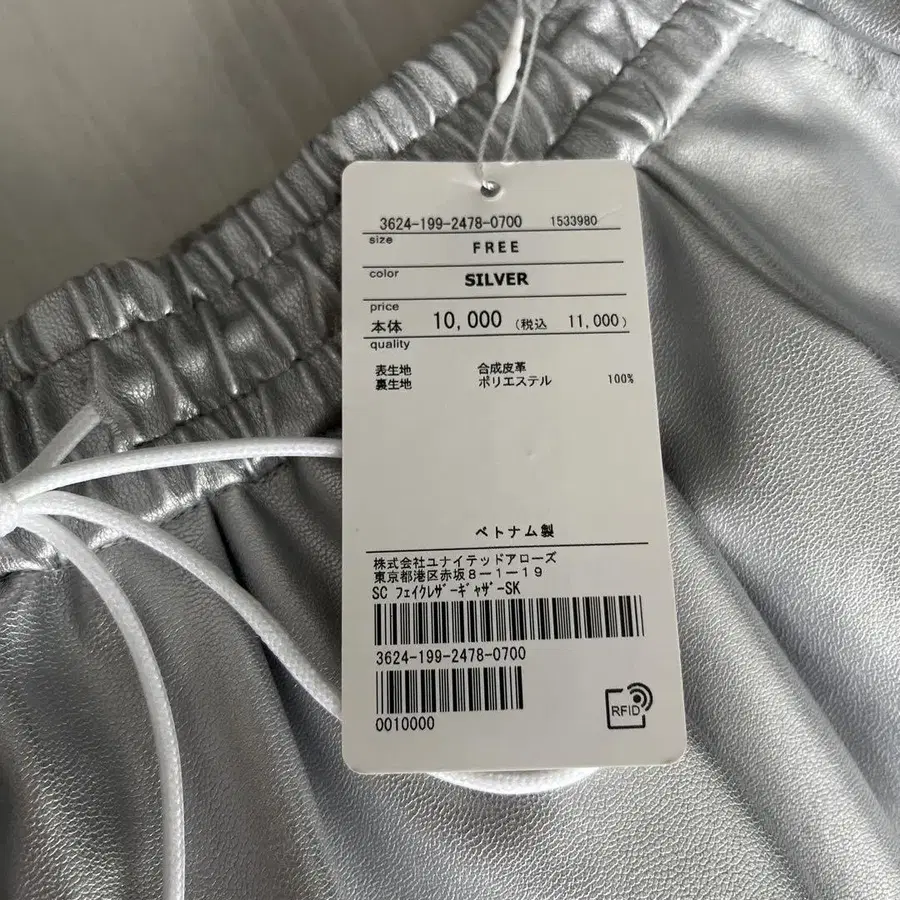 3624-199-2478-0700 1533980
size FREE
color SILVER
price
本体 10,000 (税込 11,000)
quality
表生地 合成皮革
裏生地 ポリエステル 100%
ベトナム製
株式会社ユナイテッドアローズ
東京都港区赤坂8-1-19
SC フェイクレザーギャザーSK
3624-199-2478-0700
0010000
RFID